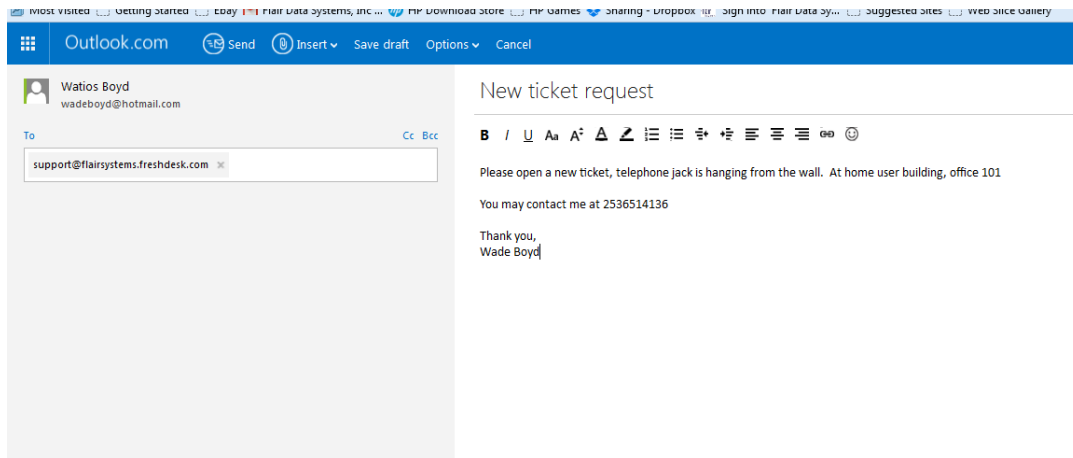 Most Visited Getting Started Ebay Flair Data Systems, Inc ... HP Download Store HP Games Sharing - Dropbox Sign Into Flair Data Sy... Suggested Sites Web Slice Gallery
Outlook.com Send Insert Save draft Options Cancel
Watios Boyd
wadeboyd@hotmail.com
To Cc Bcc
support@flairsystems.freshdesk.com
New ticket request
B I U Aa A A
Please open a new ticket, telephone jack is hanging from the wall.  At home user building, office 101
You may contact me at 2536514136
Thank you,
Wade Boyd